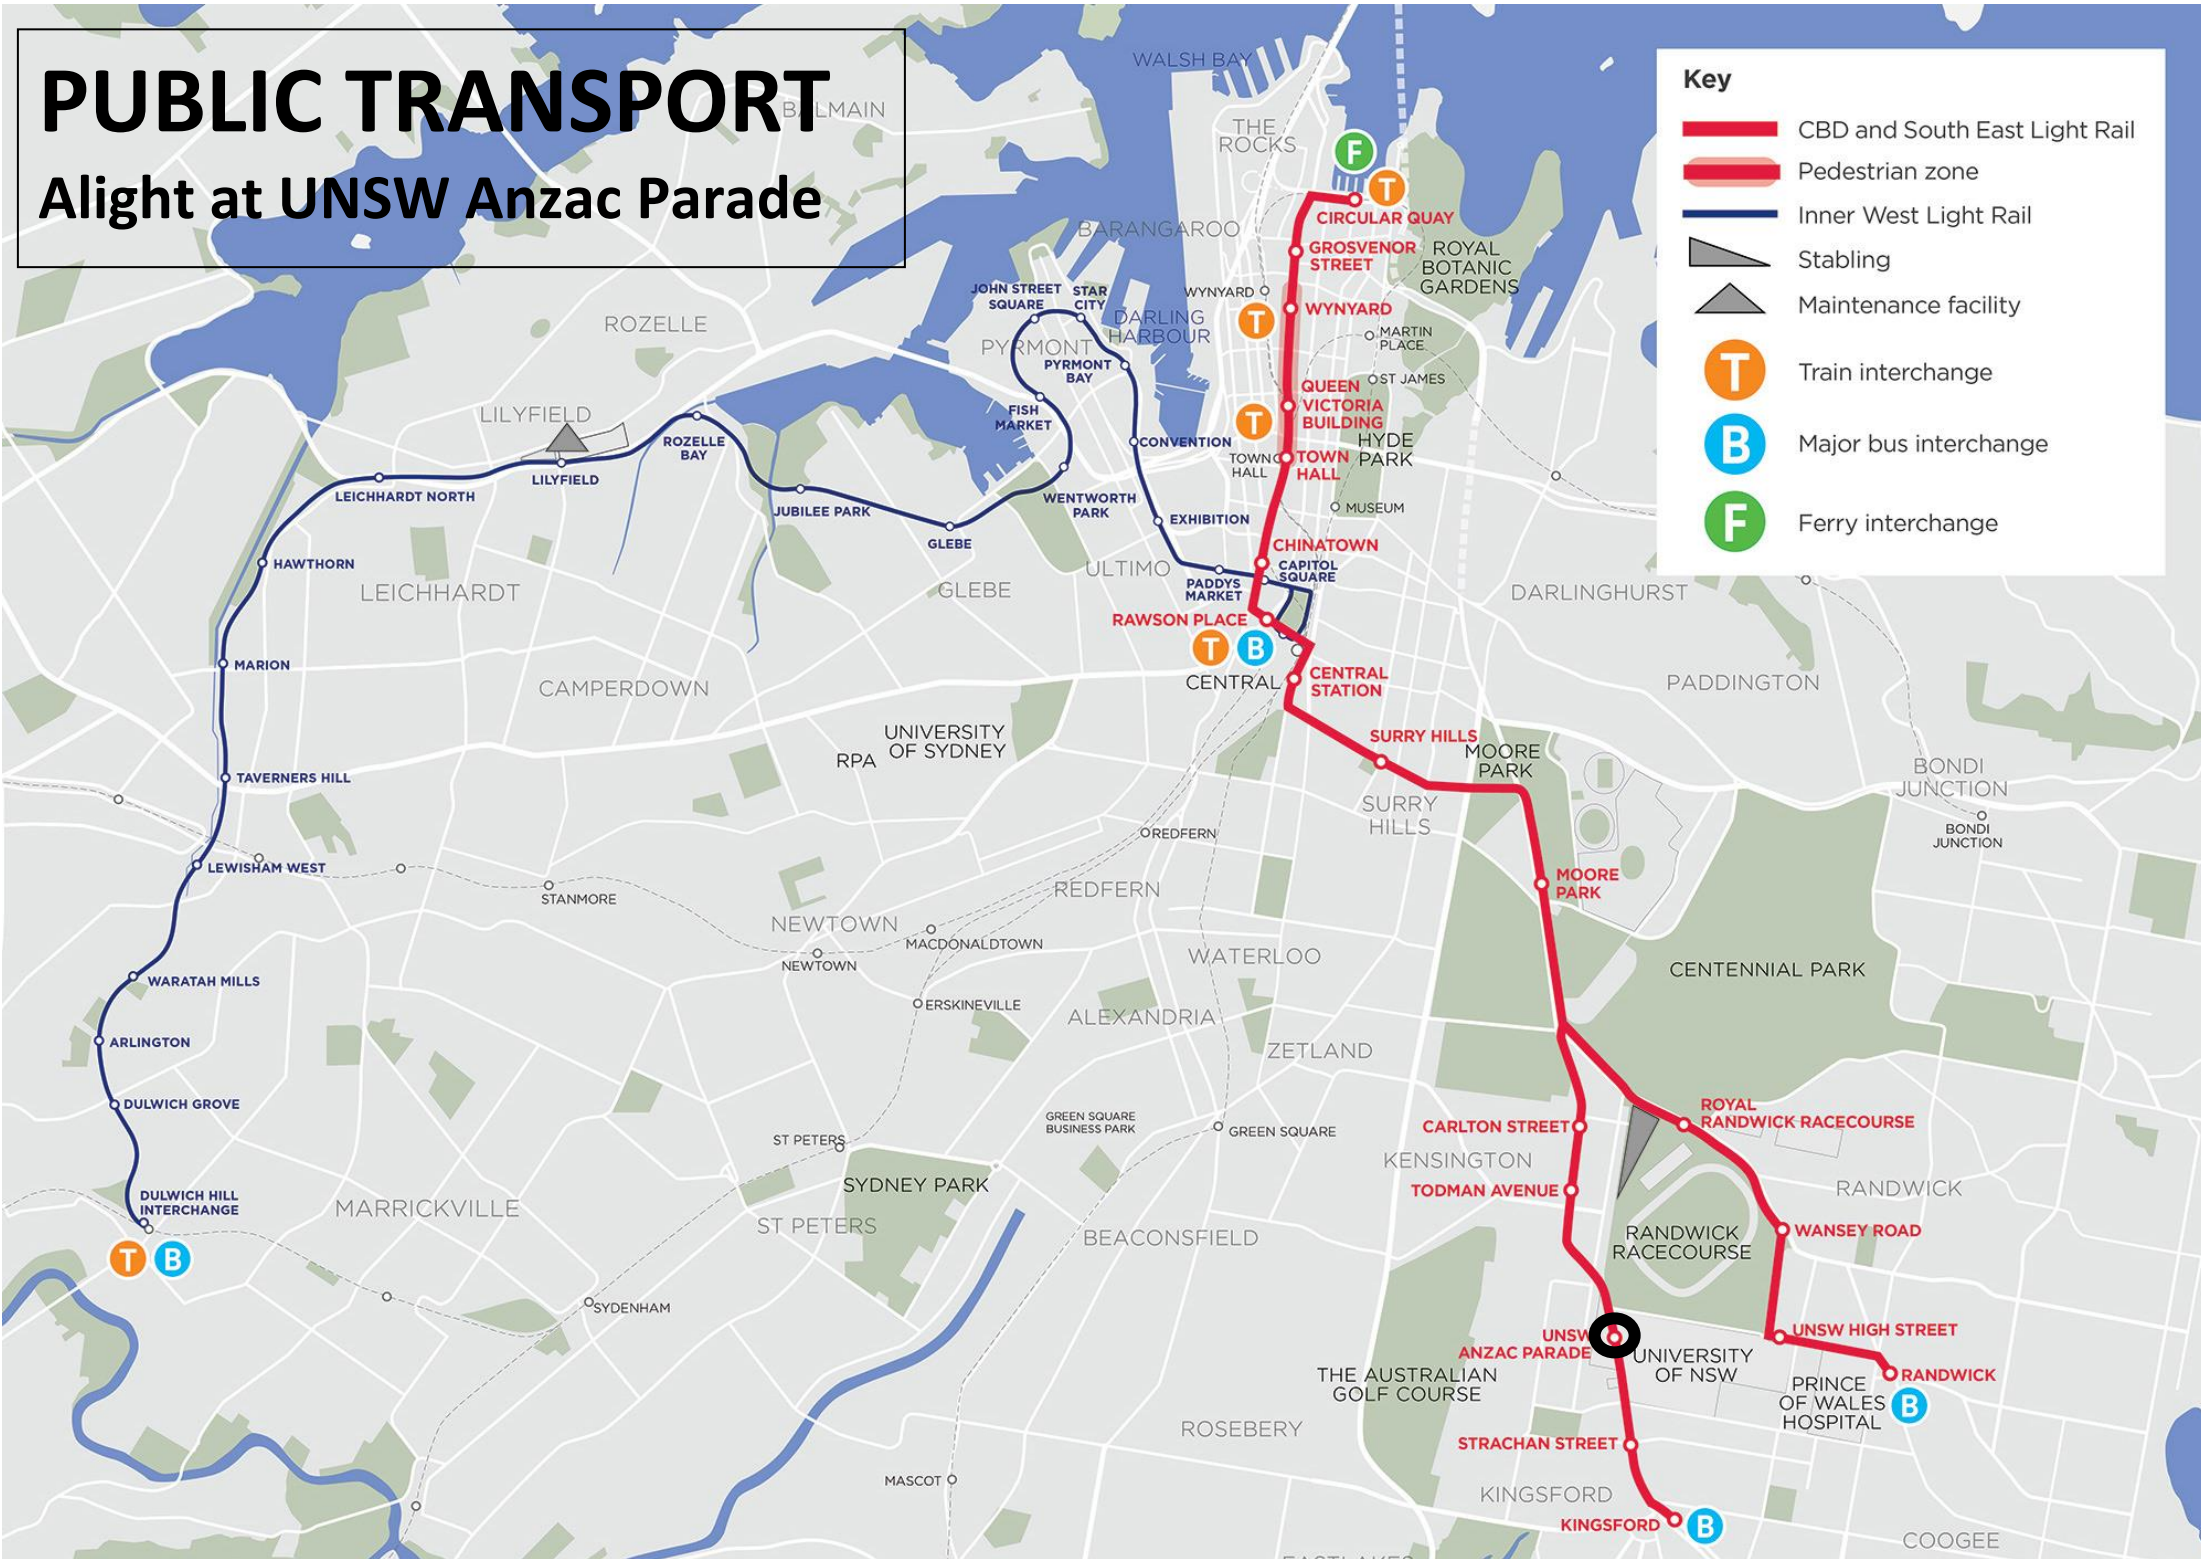 PUBLIC TRANSPORT
Alight at UNSW Anzac Parade
Key
CBD and South East Light Rail
Pedestrian zone
Inner West Light Rail
Stabling
Maintenance facility
T Train interchange
B Major bus interchange
F Ferry interchange
WALSH BAY
BALMAIN
THE
ROCKS
F
T
CIRCULAR QUAY
BARANGAROO
GROSVENOR
STREET
ROYAL
BOTANIC
GARDENS
JOHN STREET
SQUARE
STAR
CITY
WYNYARD
WYNYARD
T
DARLING
HARBOUR
ROZELLE
PYRMONT
MARTIN
PLACE
PYRMONT
BAY
ST JAMES
QUEEN
VICTORIA
BUILDING
T
LILYFIELD
FISH
MARKET
HYDE
PARK
ROZELLE
BAY
CONVENTION
TOWN
HALL
TOWN
HALL
LILYFIELD
LEICHHARDT NORTH
JUBILEE PARK
WENTWORTH
PARK
MUSEUM
EXHIBITION
GLEBE
CHINATOWN
HAWTHORN
LEICHHARDT
GLEBE
ULTIMO
PADDYS
MARKET
CAPITOL
SQUARE
DARLINGHURST
RAWSON PLACE
T B
MARION
CENTRAL
CENTRAL
STATION
CAMPERDOWN
PADDINGTON
UNIVERSITY
OF SYDNEY
RPA
SURRY HILLS
MOORE
PARK
TAVERNERS HILL
SURRY
HILLS
BONDI
JUNCTION
BONDI
JUNCTION
REDFERN
LEWISHAM WEST
STANMORE
REDFERN
MOORE
PARK
NEWTOWN
MACDONALDTOWN
NEWTOWN
WATERLOO
CENTENNIAL PARK
WARATAH MILLS
ERSKINEVILLE
ALEXANDRIA
ARLINGTON
ZETLAND
DULWICH GROVE
GREEN SQUARE
BUSINESS PARK
GREEN SQUARE
CARLTON STREET
ROYAL
RANDWICK RACECOURSE
ST PETERS
KENSINGTON
SYDNEY PARK
TODMAN AVENUE
RANDWICK
DULWICH HILL
INTERCHANGE
MARRICKVILLE
ST PETERS
BEACONSFIELD
RANDWICK
RACECOURSE
WANSEY ROAD
T B
SYDENHAM
UNSW
ANZAC PARADE
UNIVERSITY
OF NSW
UNSW HIGH STREET
THE AUSTRALIAN
GOLF COURSE
RANDWICK
PRINCE
OF WALES
HOSPITAL
B
ROSEBERY
STRACHAN STREET
MASCOT
KINGSFORD
KINGSFORD
B
COOGEE
EASTLAKES